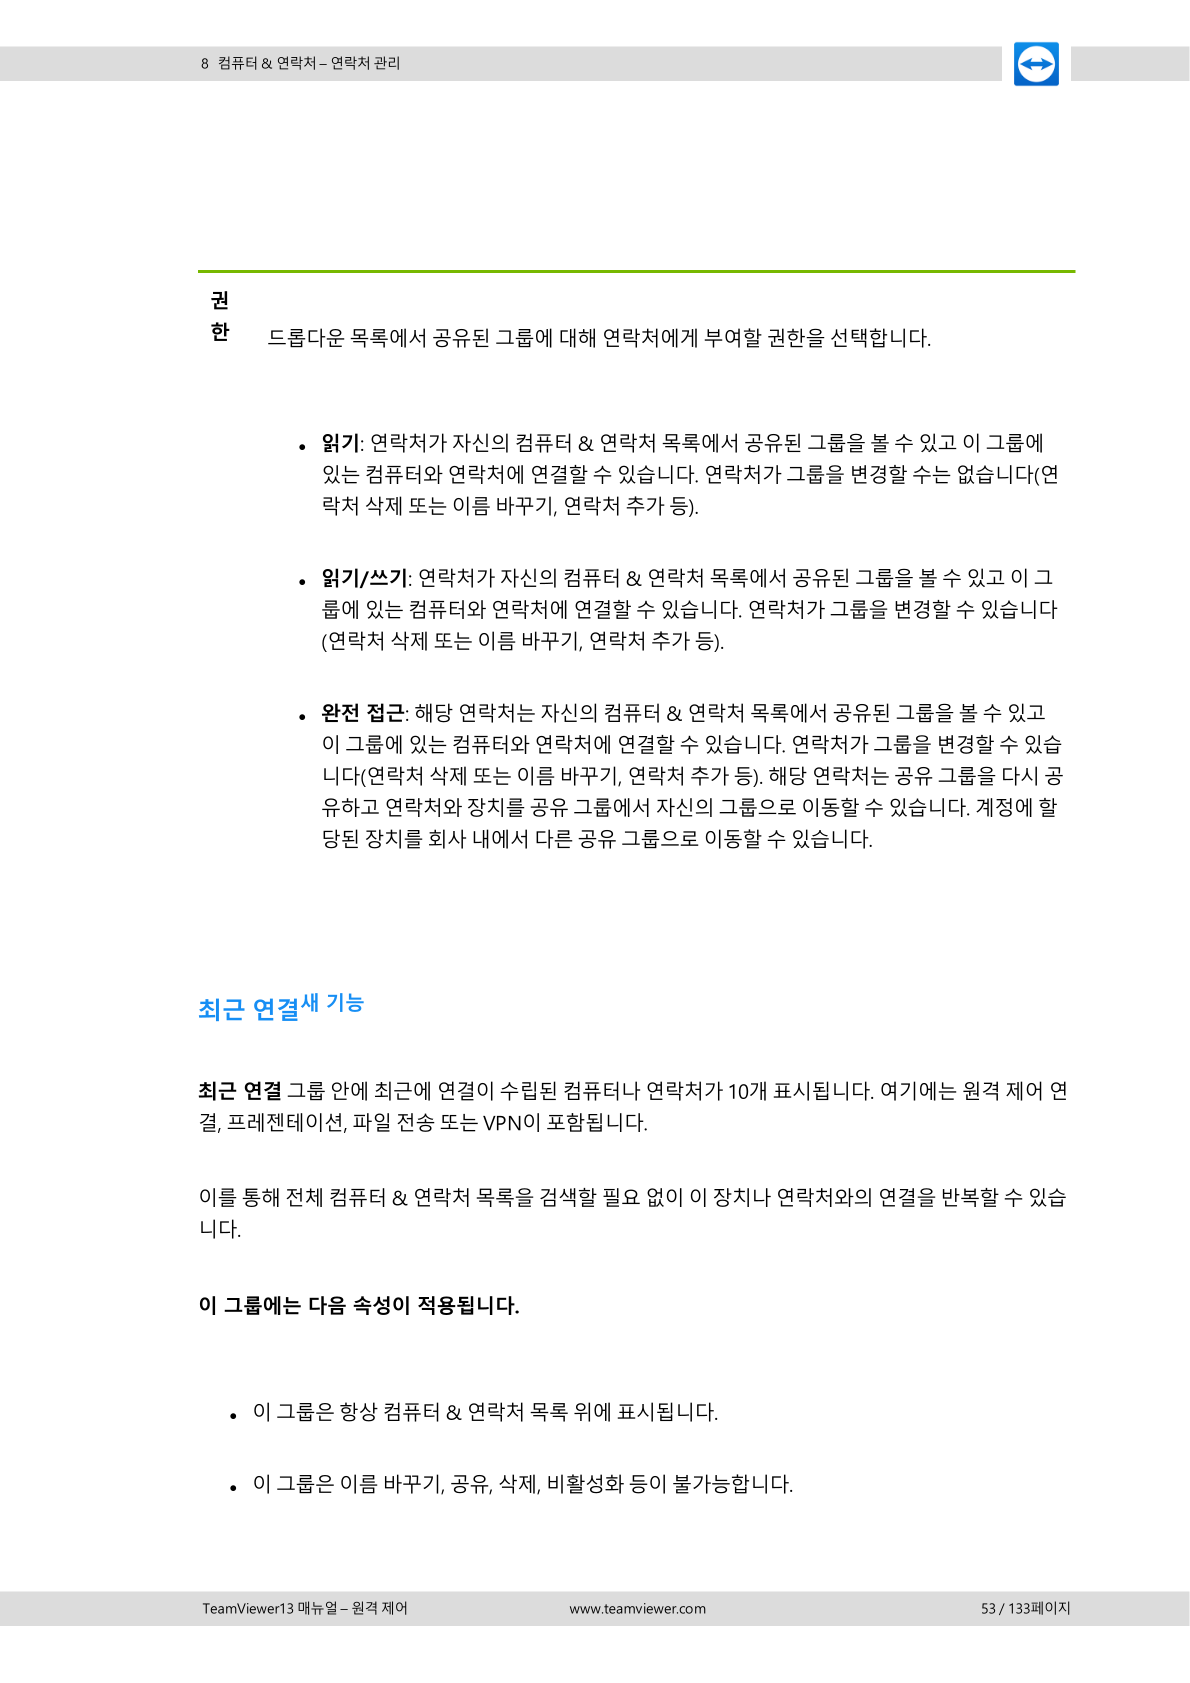 8 컴퓨터 & 연락처 – 연락처 관리
권
한
드롭다운 목록에서 공유된 그룹에 대해 연락처에게 부여할 권한을 선택합니다.
• 읽기: 연락처가 자신의 컴퓨터 & 연락처 목록에서 공유된 그룹을 볼 수 있고 이 그룹에
있는 컴퓨터와 연락처에 연결할 수 있습니다. 연락처가 그룹을 변경할 수는 없습니다(연
락처 삭제 또는 이름 바꾸기, 연락처 추가 등).
• 읽기/쓰기: 연락처가 자신의 컴퓨터 & 연락처 목록에서 공유된 그룹을 볼 수 있고 이 그
룹에 있는 컴퓨터와 연락처에 연결할 수 있습니다. 연락처가 그룹을 변경할 수 있습니다
(연락처 삭제 또는 이름 바꾸기, 연락처 추가 등).
• 완전 접근: 해당 연락처는 자신의 컴퓨터 & 연락처 목록에서 공유된 그룹을 볼 수 있고
이 그룹에 있는 컴퓨터와 연락처에 연결할 수 있습니다. 연락처가 그룹을 변경할 수 있습
니다(연락처 삭제 또는 이름 바꾸기, 연락처 추가 등). 해당 연락처는 공유 그룹을 다시 공
유하고 연락처와 장치를 공유 그룹에서 자신의 그룹으로 이동할 수 있습니다. 계정에 할
당된 장치를 회사 내에서 다른 공유 그룹으로 이동할 수 있습니다.
최근 연결새 기능
최근 연결 그룹 안에 최근에 연결이 수립된 컴퓨터나 연락처가 10개 표시됩니다. 여기에는 원격 제어 연
결, 프레젠테이션, 파일 전송 또는 VPN이 포함됩니다.
이를 통해 전체 컴퓨터 & 연락처 목록을 검색할 필요 없이 이 장치나 연락처와의 연결을 반복할 수 있습
니다.
이 그룹에는 다음 속성이 적용됩니다.
• 이 그룹은 항상 컴퓨터 & 연락처 목록 위에 표시됩니다.
• 이 그룹은 이름 바꾸기, 공유, 삭제, 비활성화 등이 불가능합니다.
TeamViewer13 매뉴얼 – 원격 제어 www.teamviewer.com 53 / 133페이지